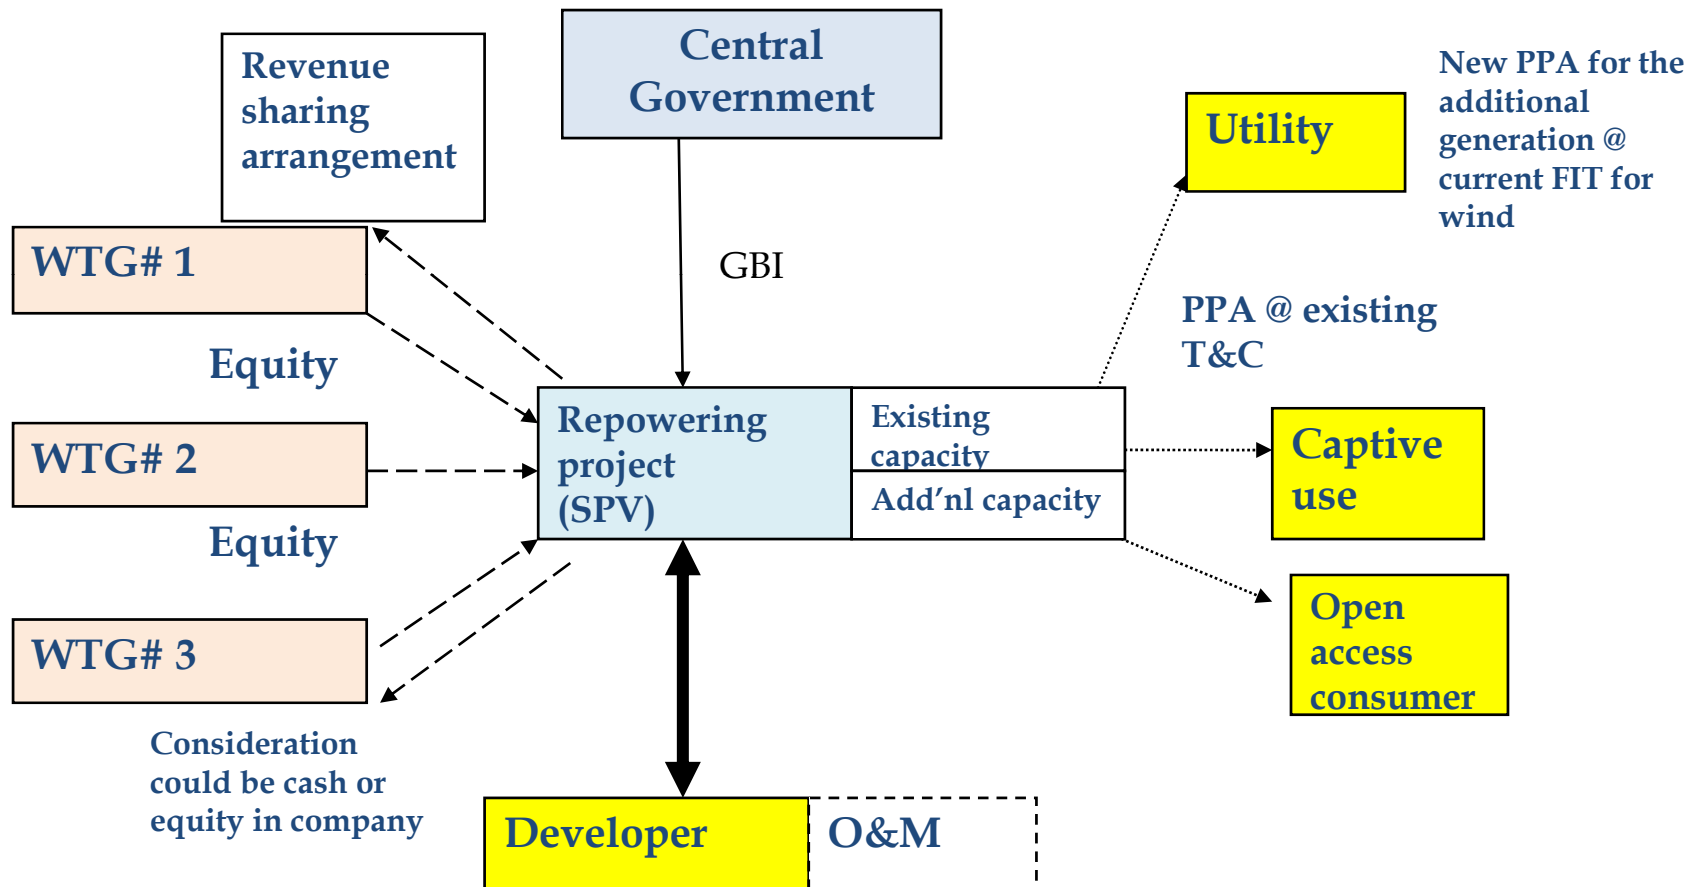 Revenue
sharing
arrangement
Central
Government
Utility
New PPA for the
additional
generation @
current FIT for
wind
WTG# 1
GBI
PPA @ existing
T&C
Equity
Repowering
project
(SPV)
Existing
capacity
Add’nl capacity
Captive
use
WTG# 2
Equity
Open
access
consumer
WTG# 3
Consideration
could be cash or
equity in company
Developer
O&M